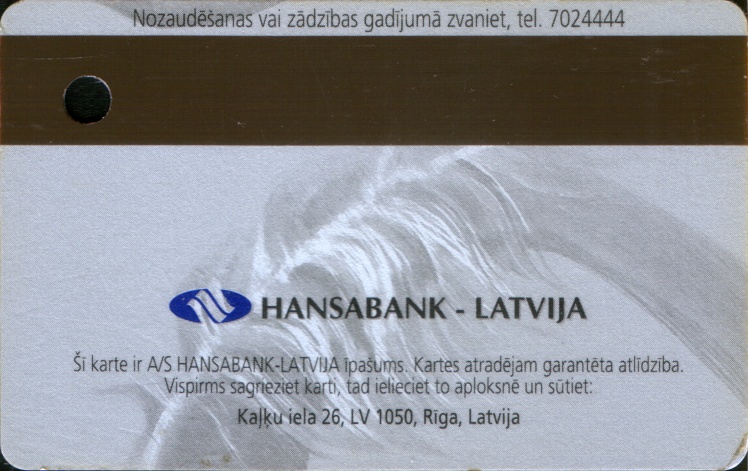 Nozaudēšanas vai zādzības gadījumā zvaniet, tel. 7024444
HANSABANK - LATVIJA
Šī karte ir A/S HANSABANK-LATVIJA īpašums. Kartes atradējam garantēta atlīdzība.
Vispirms sagrieziet karti, tad ielieciet to aploksnē un sūtiet:
Kaļķu iela 26, LV 1050, Rīga, Latvija